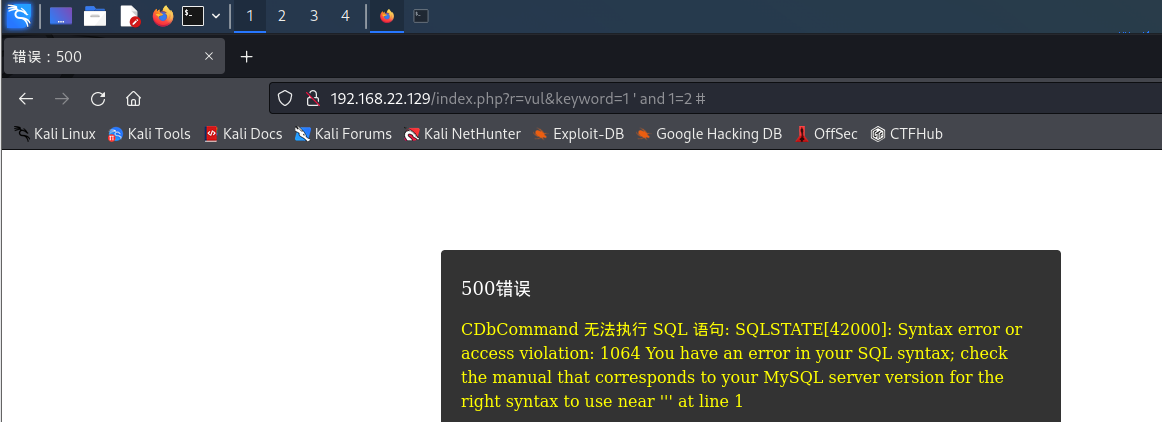 1 2 3 4
错误：500
192.168.22.129/index.php?r=vul&keyword=1 ' and 1=2 #
Kali Linux Kali Tools Kali Docs Kali Forums Kali NetHunter Exploit-DB Google Hacking DB OffSec CTFHub
500错误
CDbCommand 无法执行 SQL 语句: SQLSTATE[42000]: Syntax error or
access violation: 1064 You have an error in your SQL syntax; check
the manual that corresponds to your MySQL server version for the
right syntax to use near ''' at line 1